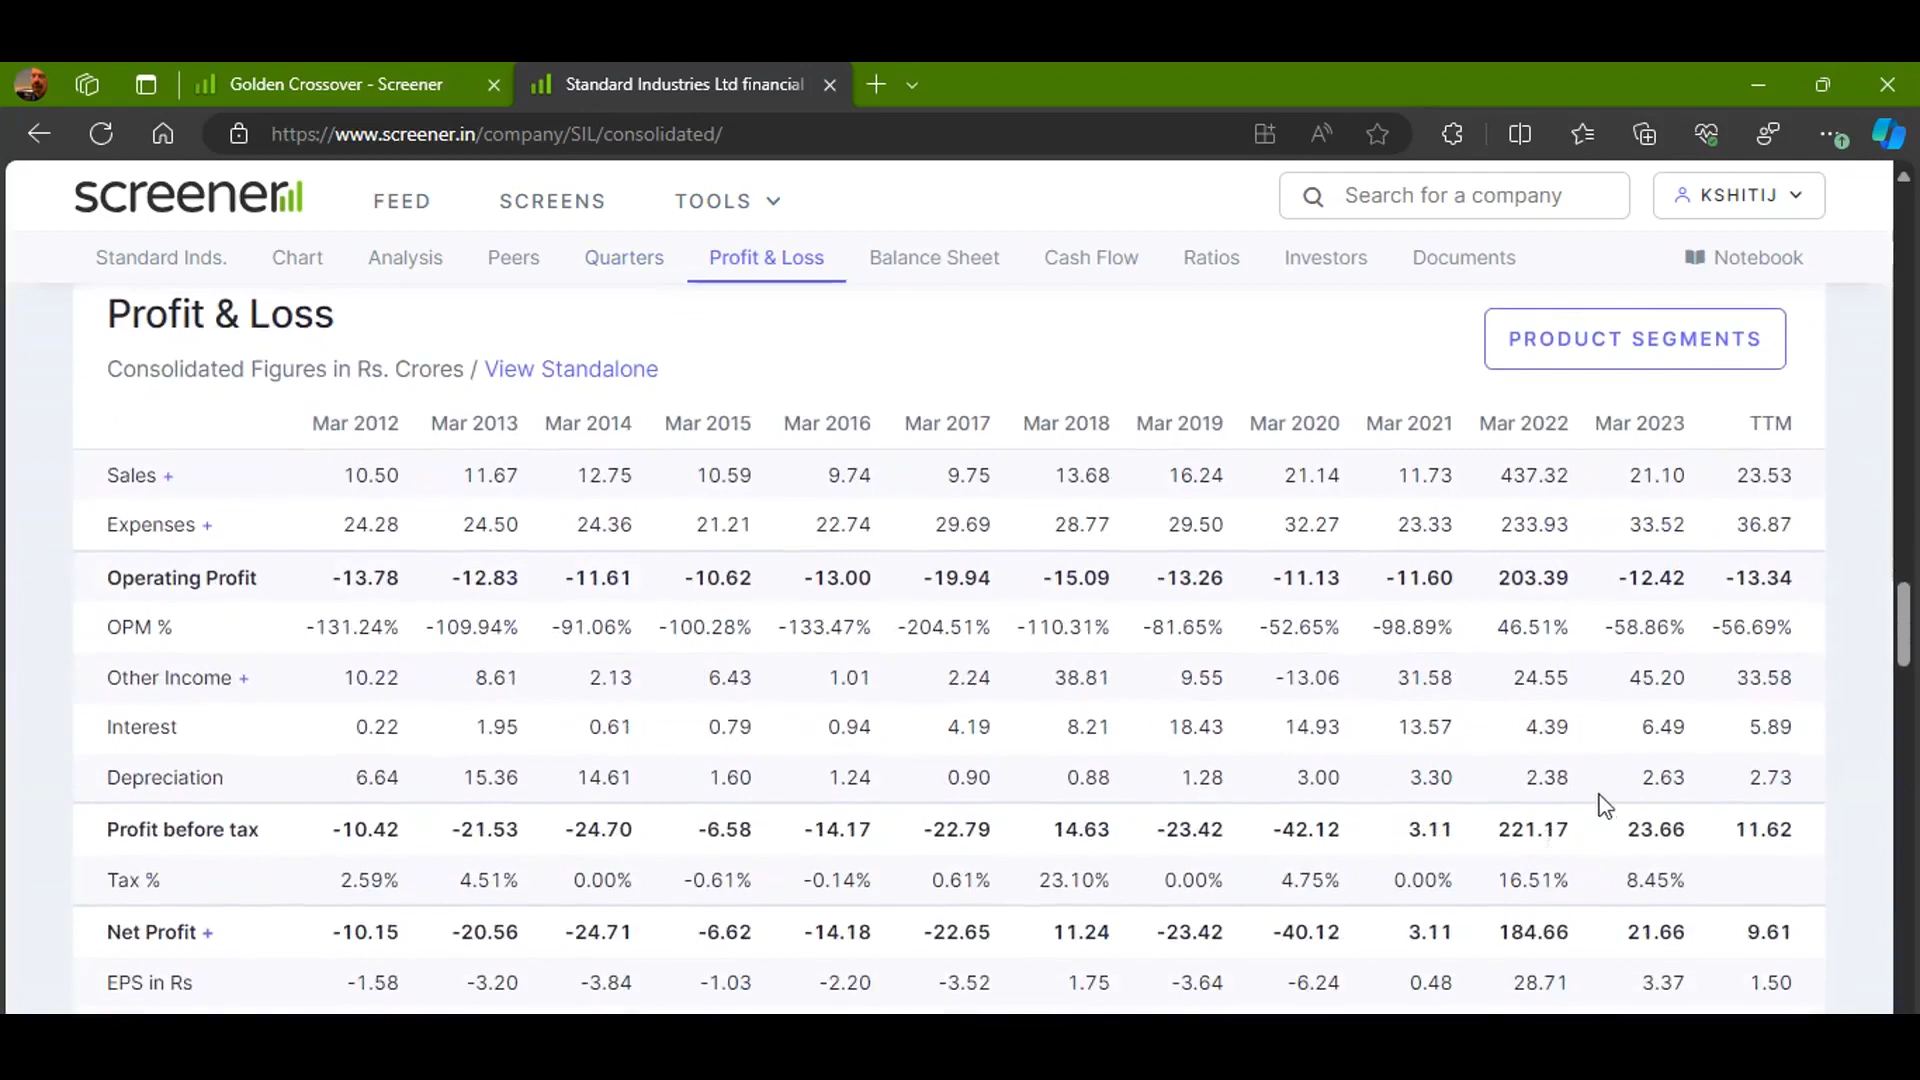 Golden Crossover - Screener
Standard Industries Ltd financial
https://www.screener.in/company/SIL/consolidated/
screener
FEED SCREENS TOOLS
Search for a company
KSHITIJ
Standard Inds. Chart Analysis Peers Quarters Profit & Loss Balance Sheet Cash Flow Ratios Investors Documents Notebook
Profit & Loss
PRODUCT SEGMENTS
Consolidated Figures in Rs. Crores / View Standalone
Mar 2012 Mar 2013 Mar 2014 Mar 2015 Mar 2016 Mar 2017 Mar 2018 Mar 2019 Mar 2020 Mar 2021 Mar 2022 Mar 2023 TTM
Sales + 10.50 11.67 12.75 10.59 9.74 9.75 13.68 16.24 21.14 11.73 437.32 21.10 23.53
Expenses + 24.28 24.50 24.36 21.21 22.74 29.69 28.77 29.50 32.27 23.33 233.93 33.52 36.87
Operating Profit -13.78 -12.83 -11.61 -10.62 -13.00 -19.94 -15.09 -13.26 -11.13 -11.60 203.39 -12.42 -13.34
OPM % -131.24% -109.94% -91.06% -100.28% -133.47% -204.51% -110.31% -81.65% -52.65% -98.89% 46.51% -58.86% -56.69%
Other Income + 10.22 8.61 2.13 6.43 1.01 2.24 38.81 9.55 -13.06 31.58 24.55 45.20 33.58
Interest 0.22 1.95 0.61 0.79 0.94 4.19 8.21 18.43 14.93 13.57 4.39 6.49 5.89
Depreciation 6.64 15.36 14.61 1.60 1.24 0.90 0.88 1.28 3.00 3.30 2.38 2.63 2.73
Profit before tax -10.42 -21.53 -24.70 -6.58 -14.17 -22.79 14.63 -23.42 -42.12 3.11 221.17 23.66 11.62
Tax % 2.59% 4.51% 0.00% -0.61% -0.14% 0.61% 23.10% 0.00% 4.75% 0.00% 16.51% 8.45%
Net Profit + -10.15 -20.56 -24.71 -6.62 -14.18 -22.65 11.24 -23.42 -40.12 3.11 184.66 21.66 9.61
EPS in Rs -1.58 -3.20 -3.84 -1.03 -2.20 -3.52 1.75 -3.64 -6.24 0.48 28.71 3.37 1.50